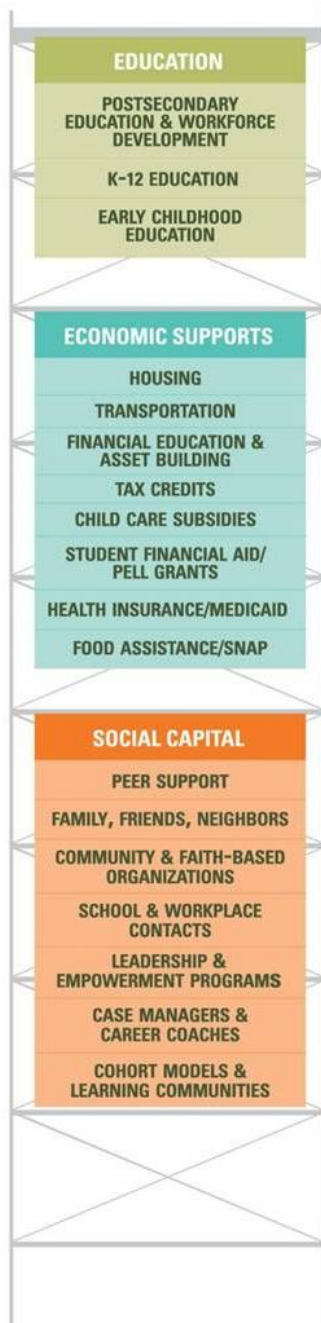 EDUCATION
POSTSECONDARY
EDUCATION & WORKFORCE
DEVELOPMENT
K-12 EDUCATION
EARLY CHILDHOOD
EDUCATION
ECONOMIC SUPPORTS
HOUSING
TRANSPORTATION
FINANCIAL EDUCATION &
ASSET BUILDING
TAX CREDITS
CHILD CARE SUBSIDIES
STUDENT FINANCIAL AID/
PELL GRANTS
HEALTH INSURANCE/MEDICAID
FOOD ASSISTANCE/SNAP
SOCIAL CAPITAL
PEER SUPPORT
FAMILY, FRIENDS, NEIGHBORS
COMMUNITY & FAITH-BASED
ORGANIZATIONS
SCHOOL & WORKPLACE
CONTACTS
LEADERSHIP &
EMPOWERMENT PROGRAMS
CASE MANAGERS &
CAREER COACHES
COHORT MODELS &
LEARNING COMMUNITIES